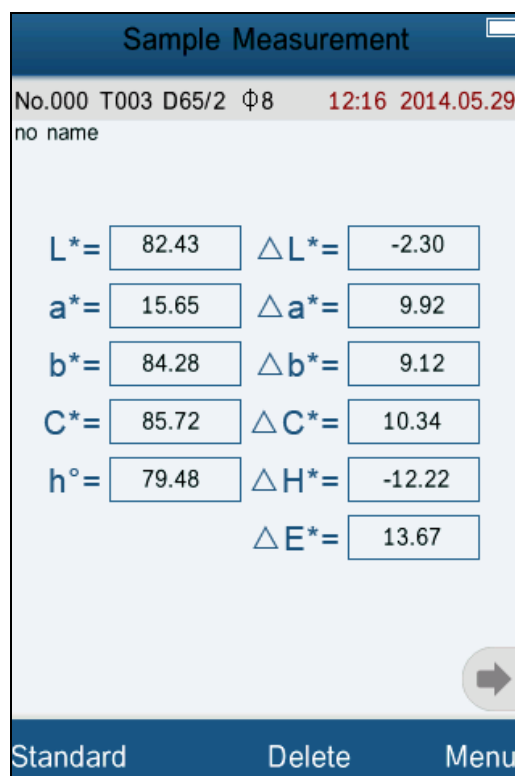 Sample Measurement
No.000 T003 D65/2 Φ8 12:16 2014.05.29
no name
L*= 82.43 △L*= -2.30
a*= 15.65 △a*= 9.92
b*= 84.28 △b*= 9.12
C*= 85.72 △C*= 10.34
h°= 79.48 △H*= -12.22
△E*= 13.67
Standard Delete Menu